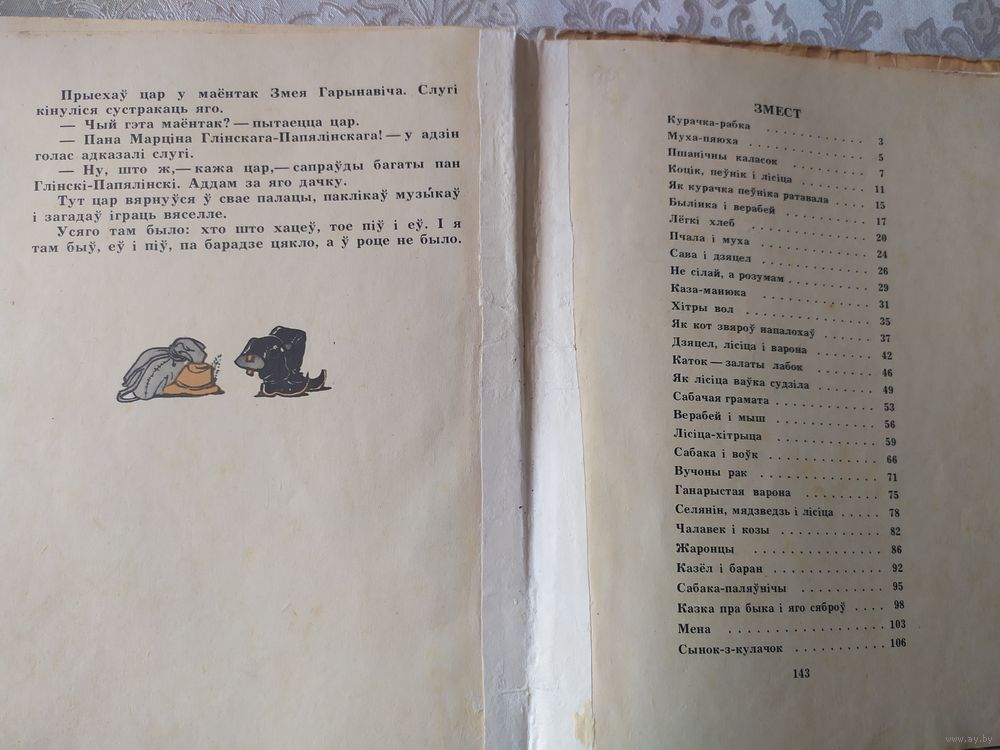 Прыехаў цар у маёнтак Змея Гарынавіча. Слугі
кінуліся сустракаць яго.
— Чый гэта маёнтак? — пытаецца цар.
— Пана Марціна Глінскага-Папялінскага! — у адзін
голас адказалі слугі.
— Ну, што ж, — кажа цар, — сапраўды багаты пан
Глінскі-Папялінскі. Аддам за яго дачку.
Тут цар вярнуўся ў свае палацы, паклікаў музыкаў
і загадаў іграць вяселле.
Усяго там было: хто што хацеў, тое піў і еў. І я
там быў, еў і піў, па барадзе цякло, а ў роце не было.
ЗМЕСТ
Курачка-рабка . . . . . . . . . . 3
Муха-пяюха . . . . . . . . . . . 5
Пшанічны каласок . . . . . . . . 7
Коцік, пеўнік і лісіца . . . . . . . 11
Як курачка пеўніка ратавала . . . . 15
Былінка і верабей . . . . . . . . 17
Лёгкі хлеб . . . . . . . . . . . 20
Пчала і муха . . . . . . . . . . 24
Сава і дзяцел . . . . . . . . . . 26
Не сілай, а розумам . . . . . . . . 29
Каза-манюка . . . . . . . . . . 31
Хітры вол . . . . . . . . . . . 35
Як кот звяроў напалохаў . . . . . 37
Дзяцел, лісіца і варона . . . . . . 42
Каток — залаты лабок . . . . . . 46
Як лісіца ваўка судзіла . . . . . . 49
Сабачая грамата . . . . . . . . . 53
Верабей і мыш . . . . . . . . . 56
Лісіца-хітрыца . . . . . . . . . 59
Сабака і воўк . . . . . . . . . . 66
Вучоны рак . . . . . . . . . . . 71
Ганарыстая варона . . . . . . . . 75
Селянін, мядзведзь і лісіца . . . . . 78
Чалавек і козы . . . . . . . . . 82
Жаронцы . . . . . . . . . . . 86
Казёл і баран . . . . . . . . . . 92
Сабака-паляўнічы . . . . . . . . 95
Казка пра быка і яго сяброў . . . . 98
Мена . . . . . . . . . . . . . 103
Сынок-з-кулачок . . . . . . . . . 106
143
www.ay.by